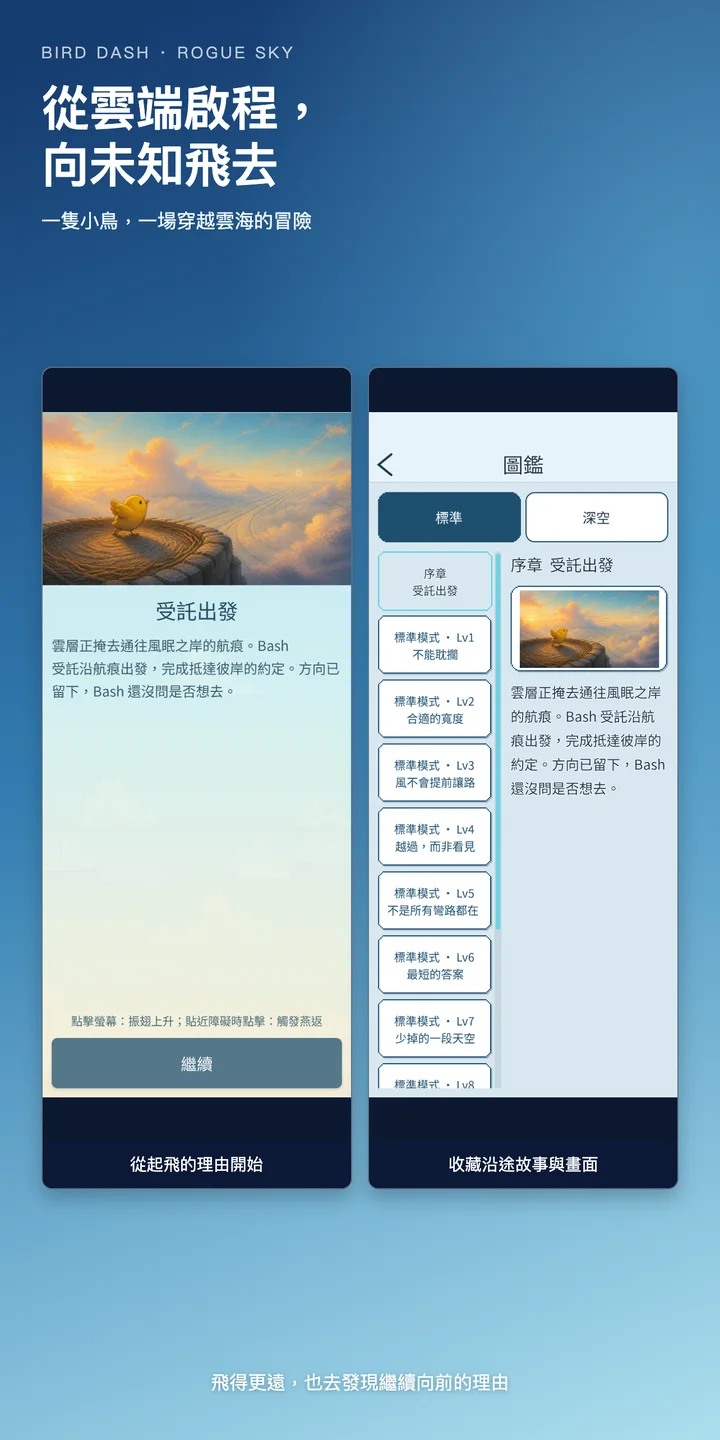 BIRD DASH · ROGUE SKY
從雲端啟程，
向未知飛去
一隻小鳥，一場穿越雲海的冒險
受託出發
雲層正掩去通往風眠之岸的航痕。Bash
受託沿航痕出發，完成抵達彼岸的約定。方向已
留下，Bash 還沒問是否想去。
點擊螢幕：振翅上升；貼近障礙時點擊：觸發燕返
繼續
從起飛的理由開始
圖鑑
標準
深空
序章
受託出發
標準模式 · Lv1
不能耽擱
標準模式 · Lv2
合適的寬度
標準模式 · Lv3
風不會提前讓路
標準模式 · Lv4
越過，而非看見
標準模式 · Lv5
不是所有彎路都在
標準模式 · Lv6
最短的答案
標準模式 · Lv7
少掉的一段天空
標準模式 · Lv8
序章 受託出發
雲層正掩去通往風眠之岸
的航痕。Bash 受託沿航
痕出發，完成抵達彼岸的
約定。方向已留下，Bash
還沒問是否想去。
收藏沿途故事與畫面
飛得更遠，也去發現繼續向前的理由